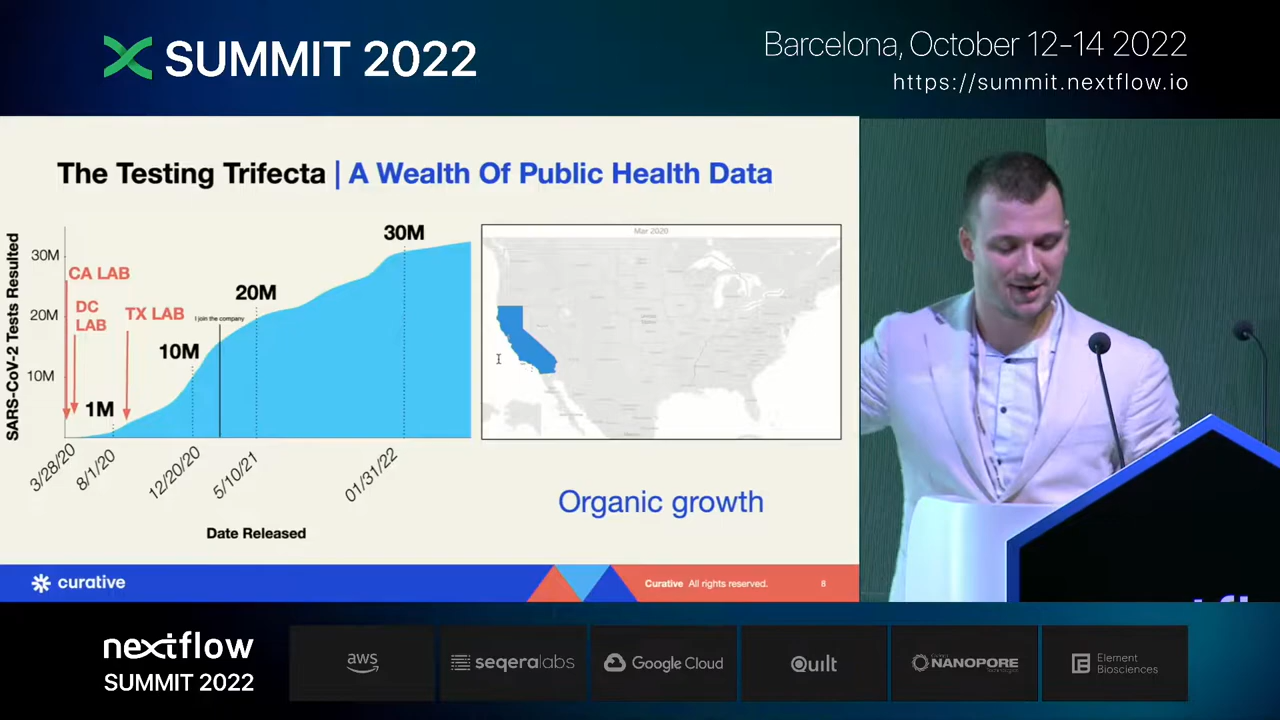 SUMMIT 2022
Barcelona, October 12-14 2022
https://summit.nextflow.io
The Testing Trifecta | A Wealth Of Public Health Data
SARS-CoV-2 Tests Resulted
30M
20M
10M
CA LAB
DC
LAB
TX LAB
I join the company
1M
10M
20M
30M
3/28/20
8/1/20
12/20/20
5/10/21
01/31/22
Date Released
Mar 2020
Organic growth
curative
Curative All rights reserved.
8
nextflow
SUMMIT 2022
aws
seqeralabs
Google Cloud
Quilt
NANOPORE
Element
Biosciences